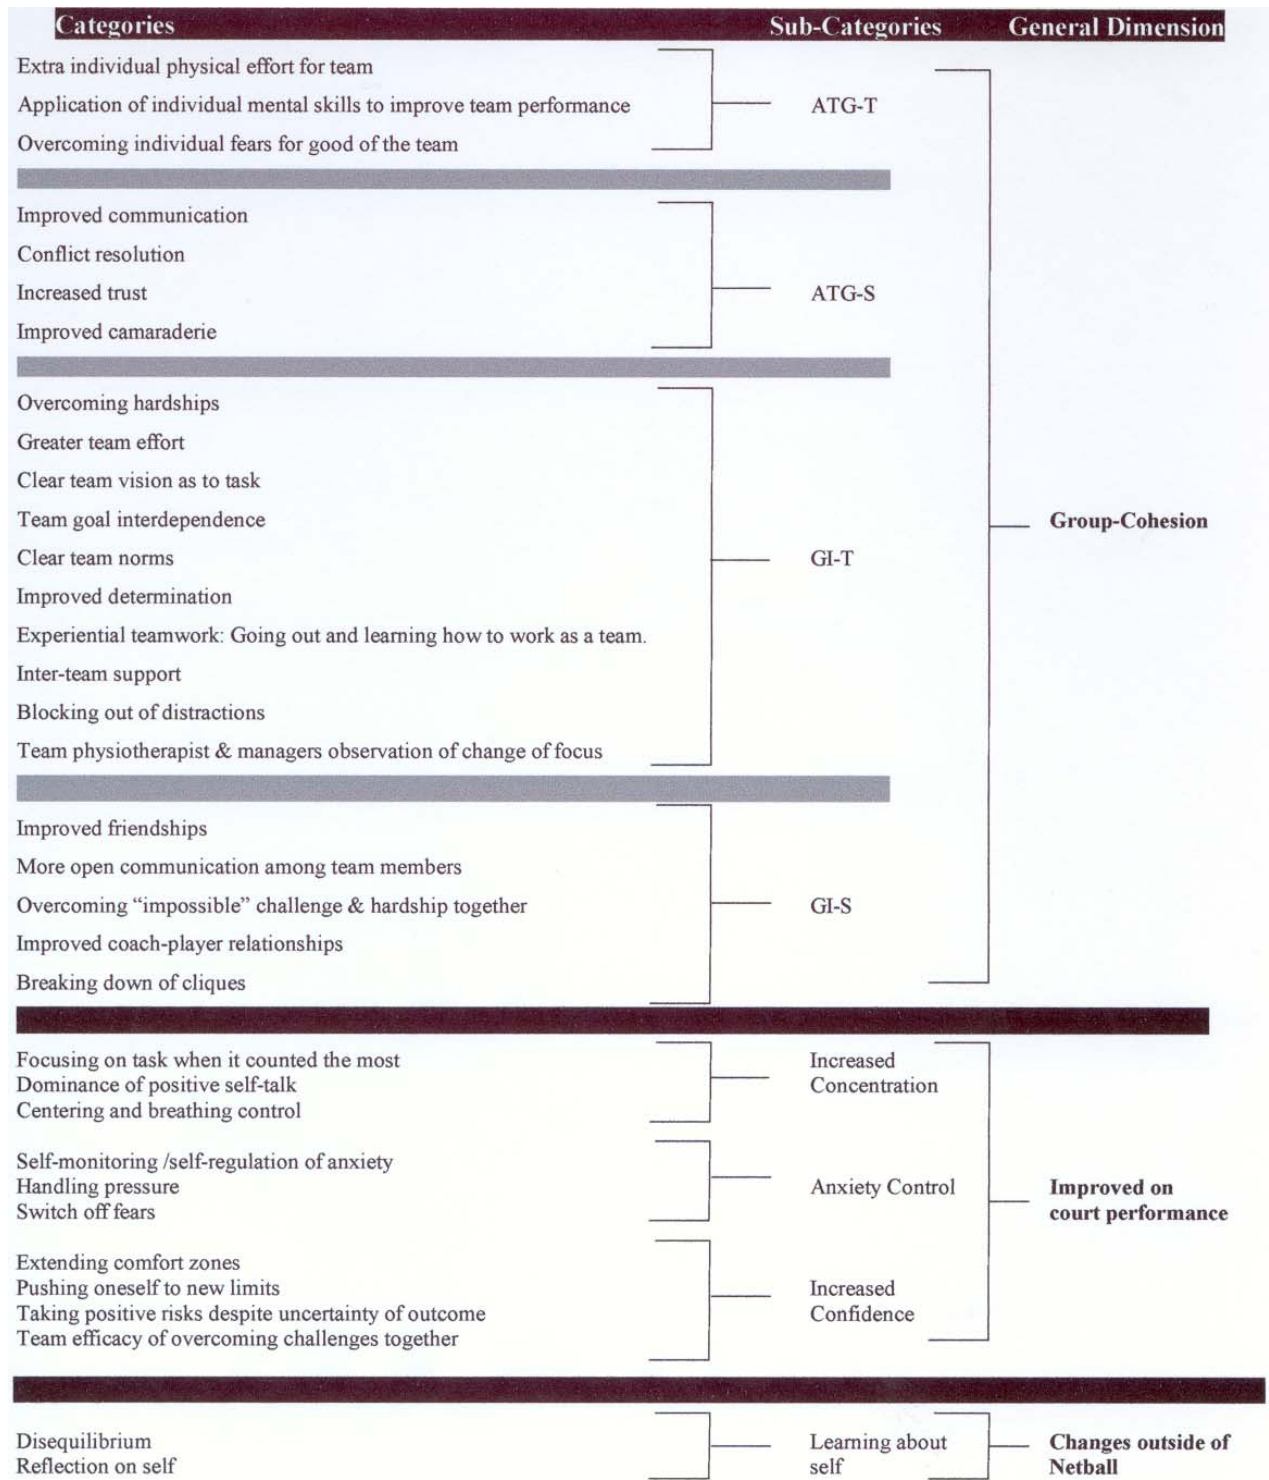 Categories Sub-Categories General Dimension
Extra individual physical effort for team
Application of individual mental skills to improve team performance
ATG-T
Overcoming individual fears for good of the team
Improved communication
Conflict resolution
Increased trust
ATG-S
Improved camaraderie
Overcoming hardships
Greater team effort
Clear team vision as to task
Team goal interdependence
Clear team norms
GI-T
Improved determination
Experiential teamwork: Going out and learning how to work as a team.
Inter-team support
Blocking out of distractions
Team physiotherapist & managers observation of change of focus
Improved friendships
More open communication among team members
Overcoming “impossible” challenge & hardship together
GI-S
Improved coach-player relationships
Breaking down of cliques
Group-Cohesion
Focusing on task when it counted the most
Dominance of positive self-talk
Centering and breathing control
Increased
Concentration
Self-monitoring /self-regulation of anxiety
Handling pressure
Switch off fears
Anxiety Control
Extending comfort zones
Pushing oneself to new limits
Taking positive risks despite uncertainty of outcome
Team efficacy of overcoming challenges together
Increased
Confidence
Improved on
court performance
Disequilibrium
Reflection on self
Learning about
self
Changes outside of
Netball